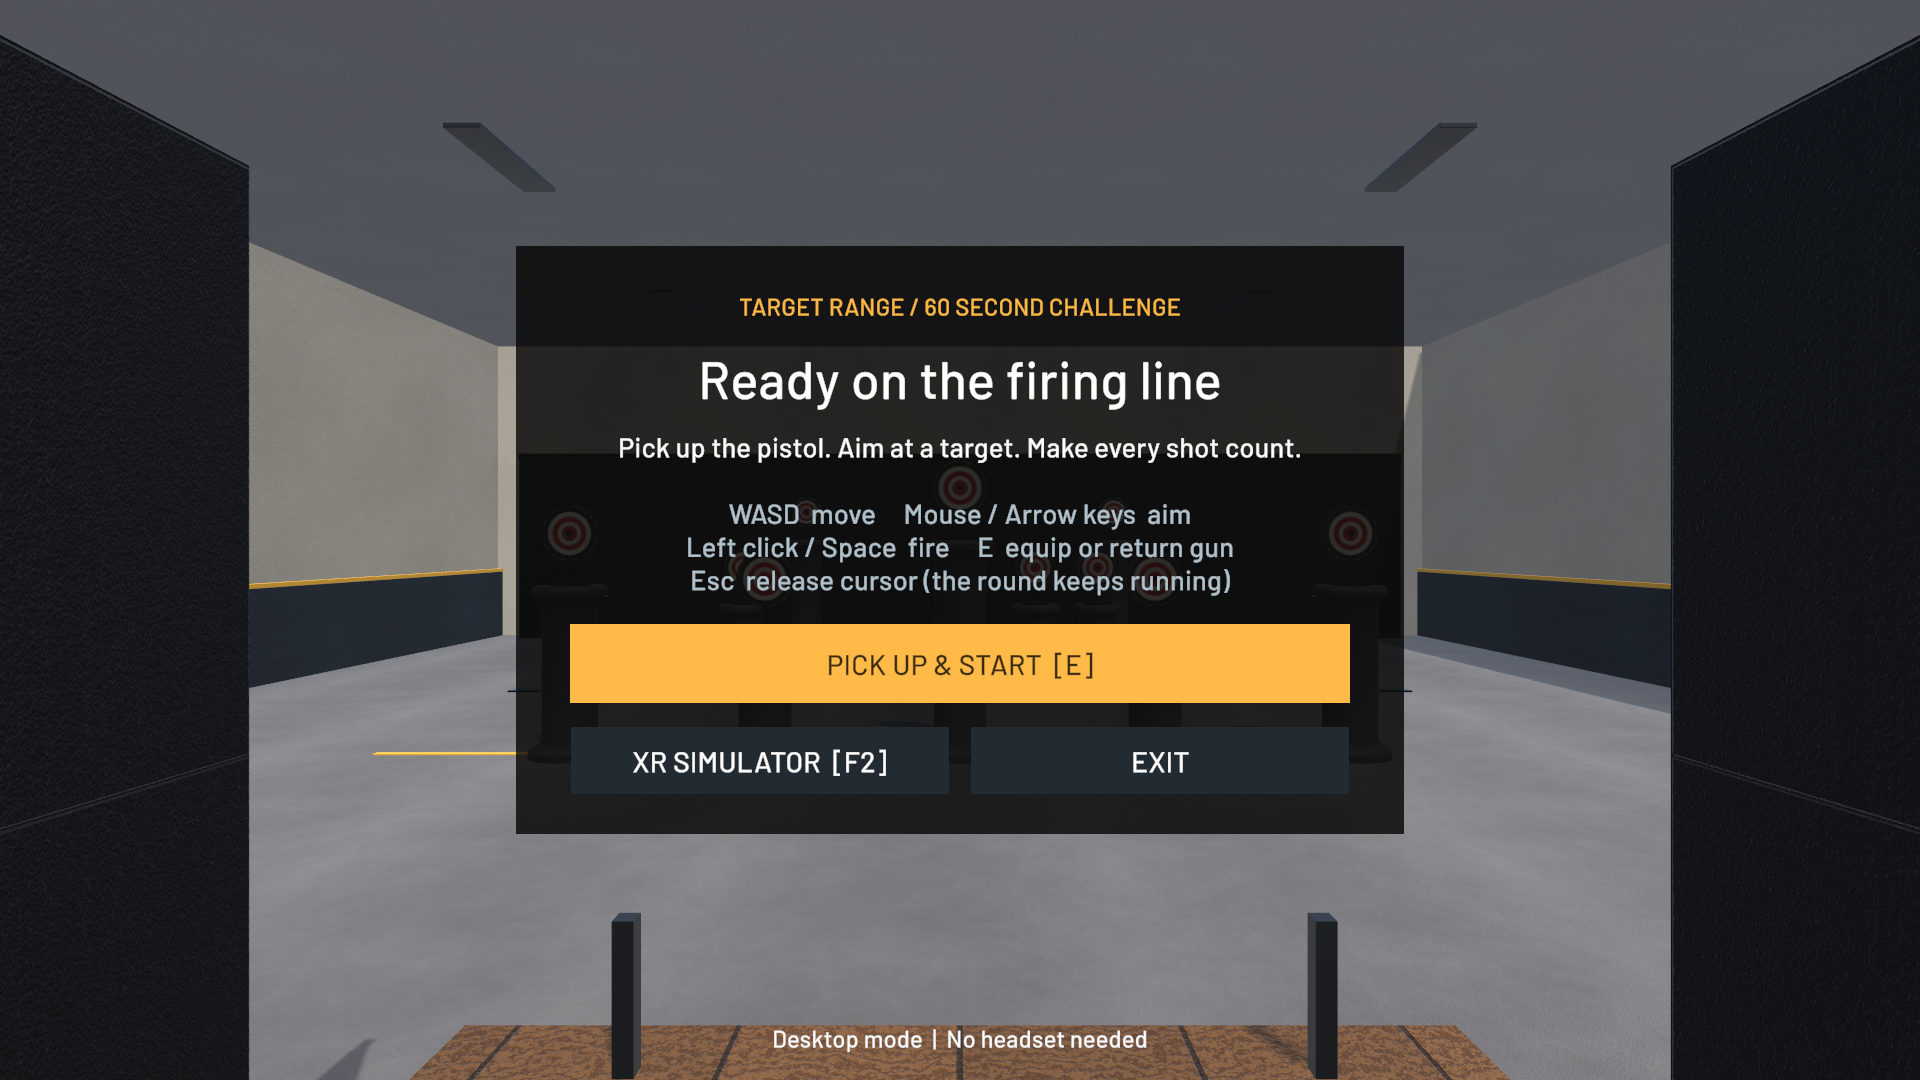 TARGET RANGE / 60 SECOND CHALLENGE
Ready on the firing line
Pick up the pistol. Aim at a target. Make every shot count.
WASD move Mouse / Arrow keys aim
Left click / Space fire E equip or return gun
Esc release cursor (the round keeps running)
PICK UP & START [E]
XR SIMULATOR [F2]
EXIT
Desktop mode | No headset needed